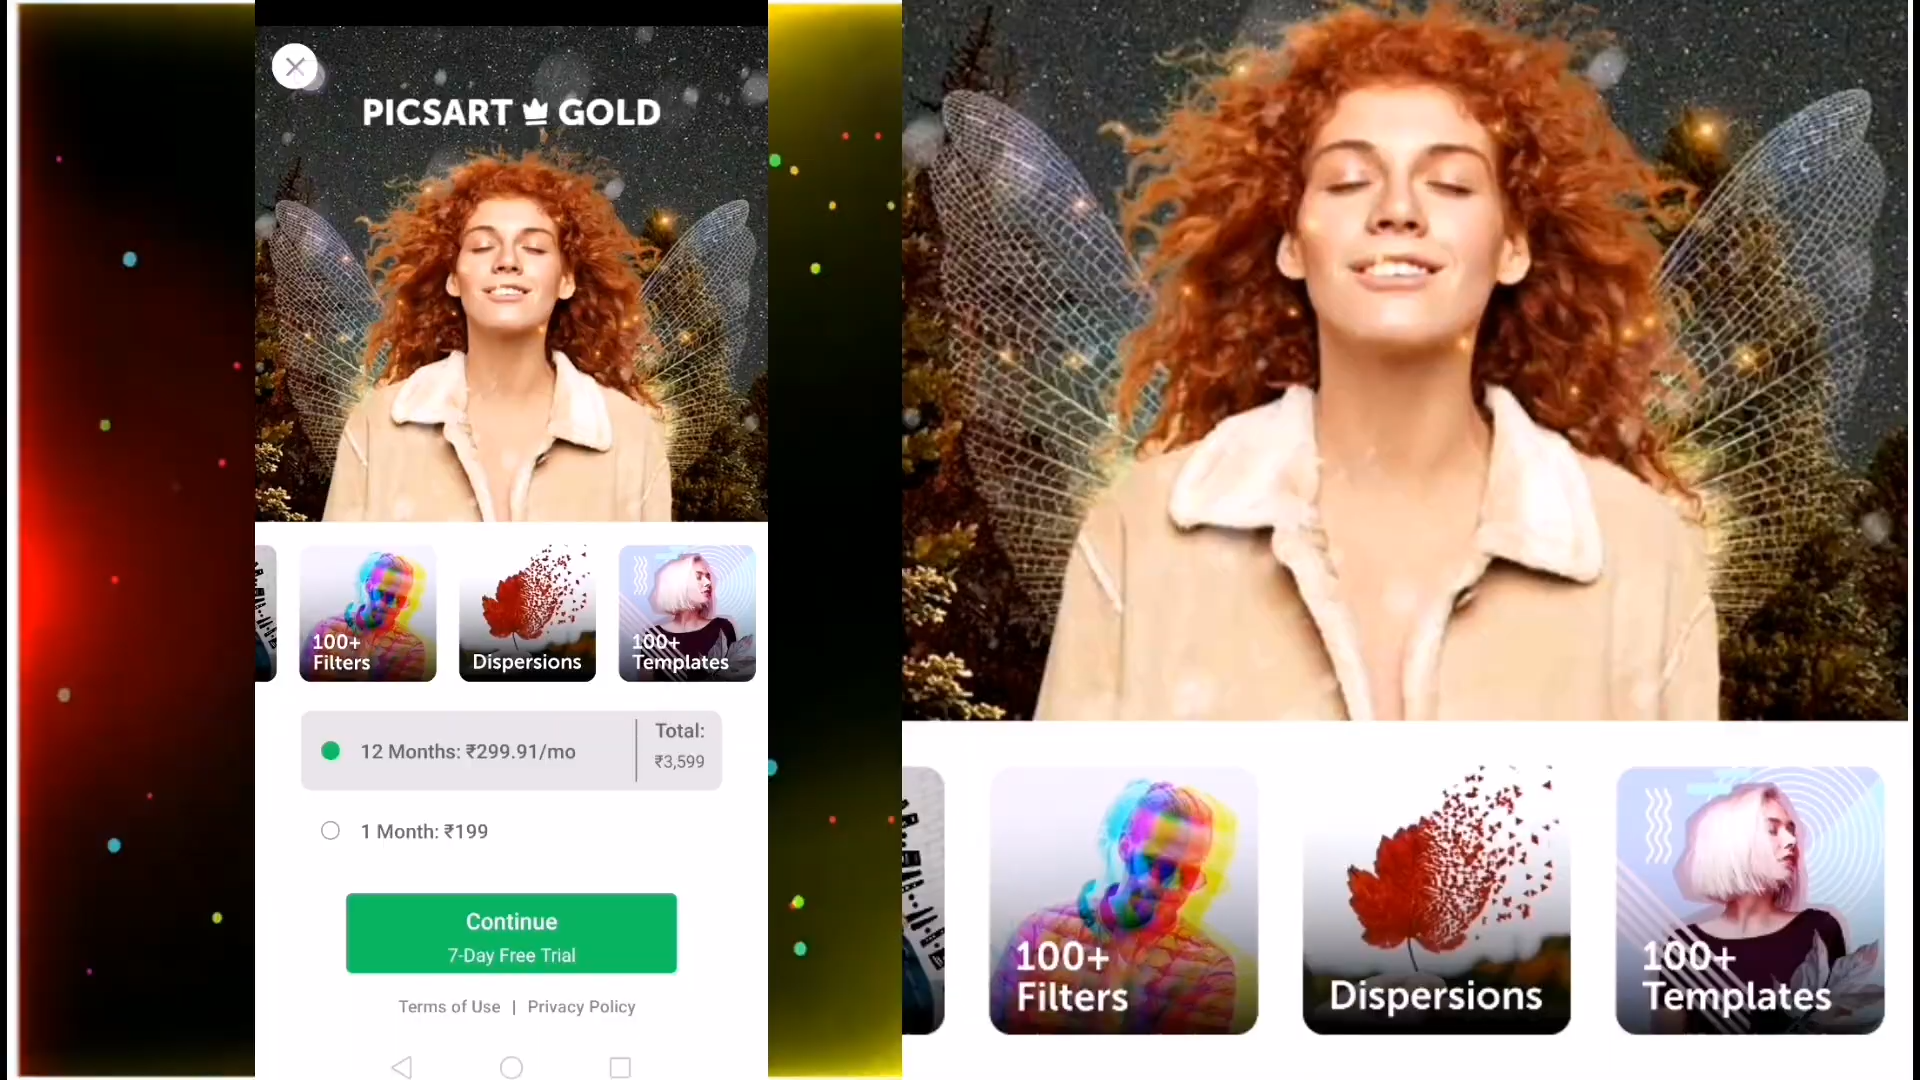 PICSART GOLD
100+
Filters
Dispersions
100+
Templates
12 Months: ₹299.91/mo
Total:
₹3,599
1 Month: ₹199
Continue
7-Day Free Trial
Terms of Use | Privacy Policy
100+
Filters
Dispersions
100+
Templates